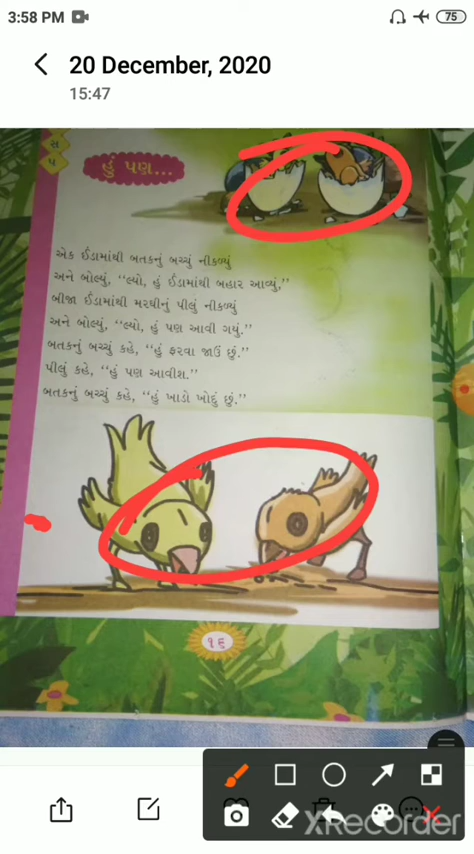 3:58 PM
75
20 December, 2020
15:47
હું પણ...
એક ઈંડામાંથી બતકનું બચ્ચું નીકળ્યું
અને બોલ્યું, “લ્યો, હું ઈંડામાંથી બહાર આવ્યું,”
બીજા ઈંડામાંથી મરઘીનું પીલું નીકળ્યું
અને બોલ્યું, “લ્યો, હું પણ આવી ગયું.”
બતકનું બચ્ચું કહે, “હું ફરવા જાઉં છું.”
પીલું કહે, “હું પણ આવીશ.”
બતકનું બચ્ચું કહે, “હું ખાડો ખોદું છું.”
૧૬
XRecorder